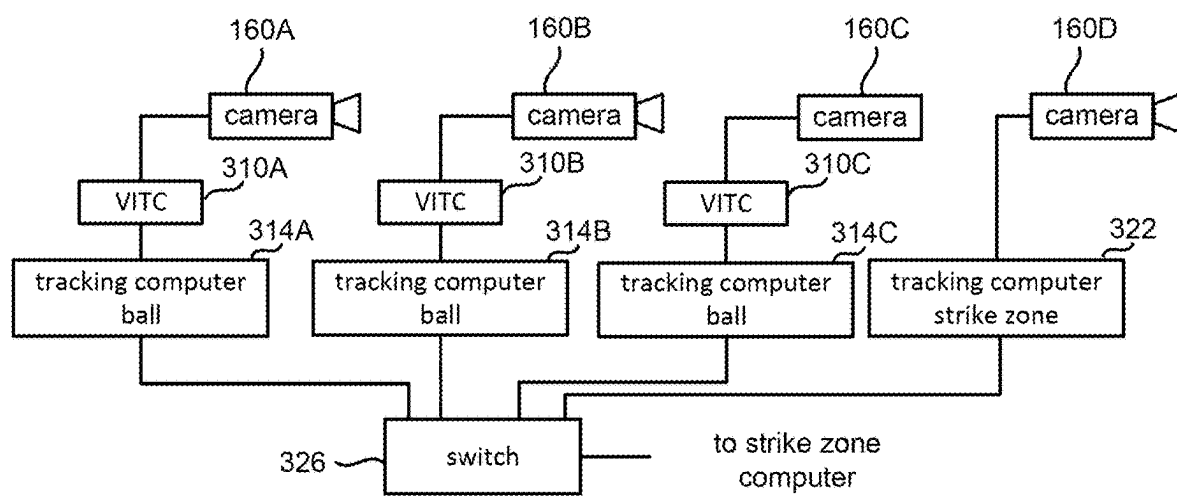 160A
160B
160C
160D
camera
camera
camera
camera
310A
310B
310C
VITC
VITC
VITC
314A
314B
314C
322
tracking computer
ball
tracking computer
ball
tracking computer
ball
tracking computer
strike zone
326
switch
to strike zone
computer